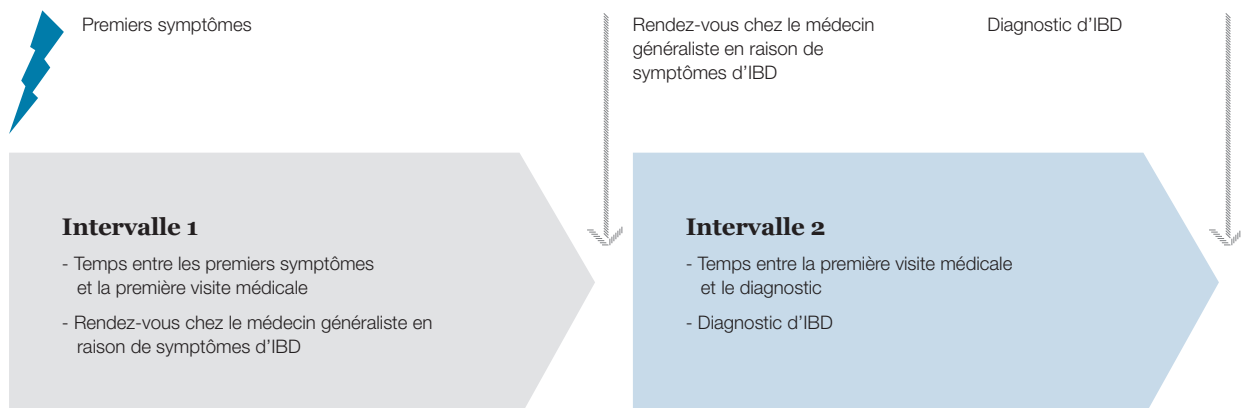 Premiers symptômes
Rendez-vous chez le médecin
généraliste en raison de
symptômes d’IBD
Diagnostic d’IBD
Intervalle 1
- Temps entre les premiers symptômes
et la première visite médicale
- Rendez-vous chez le médecin généraliste en
raison de symptômes d’IBD
Intervalle 2
- Temps entre la première visite médicale
et le diagnostic
- Diagnostic d’IBD